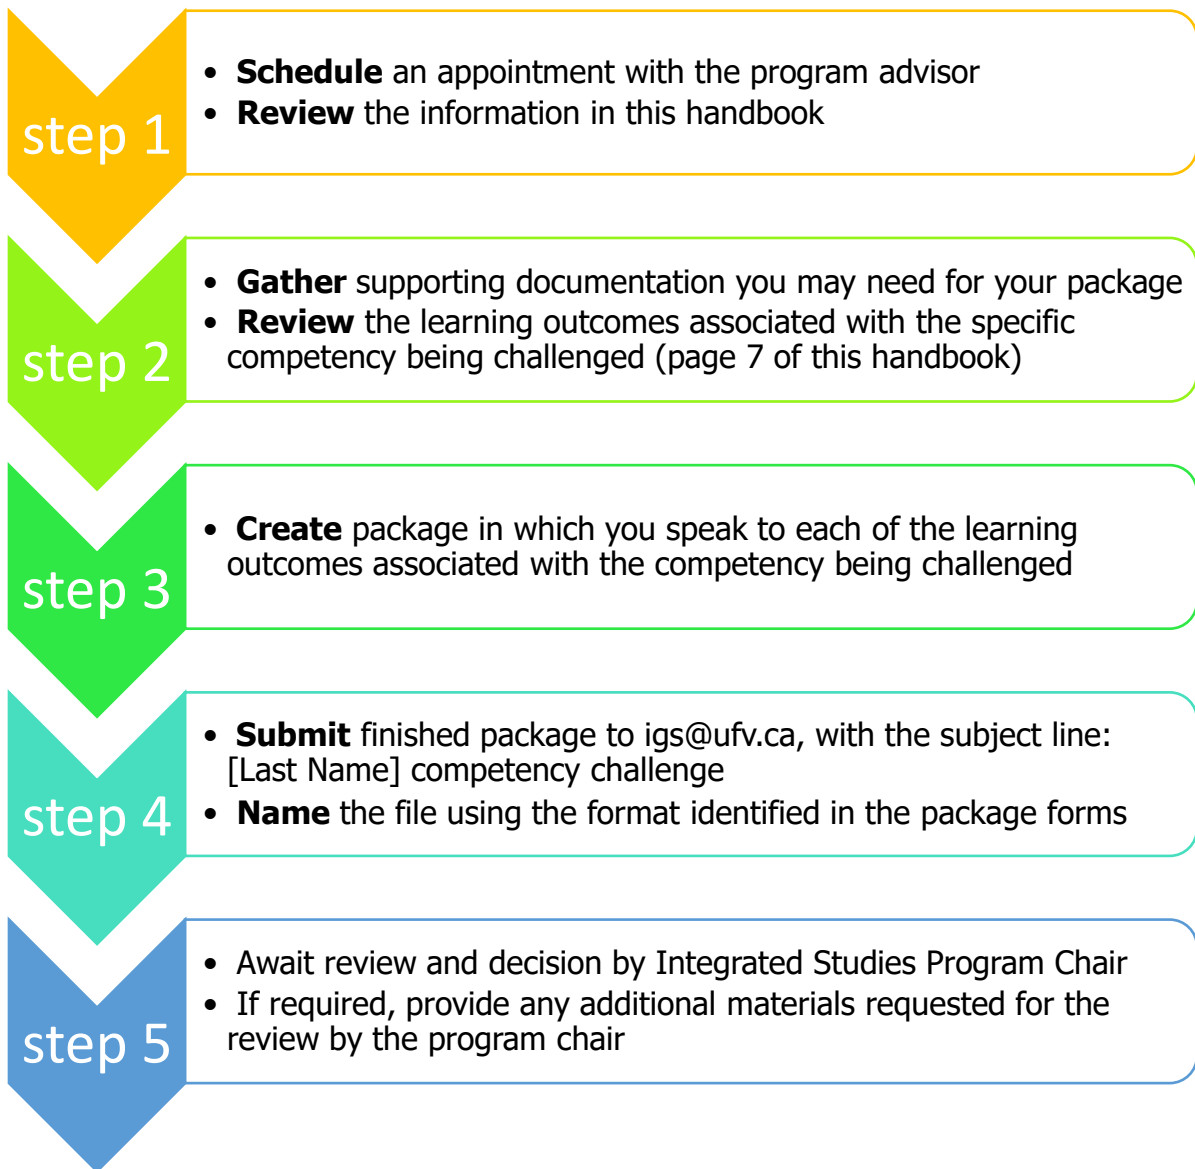 step 1
• Schedule an appointment with the program advisor
• Review the information in this handbook
step 2
• Gather supporting documentation you may need for your package
• Review the learning outcomes associated with the specific
competency being challenged (page 7 of this handbook)
step 3
• Create package in which you speak to each of the learning
outcomes associated with the competency being challenged
step 4
• Submit finished package to igs@ufv.ca, with the subject line:
[Last Name] competency challenge
• Name the file using the format identified in the package forms
step 5
• Await review and decision by Integrated Studies Program Chair
• If required, provide any additional materials requested for the
review by the program chair